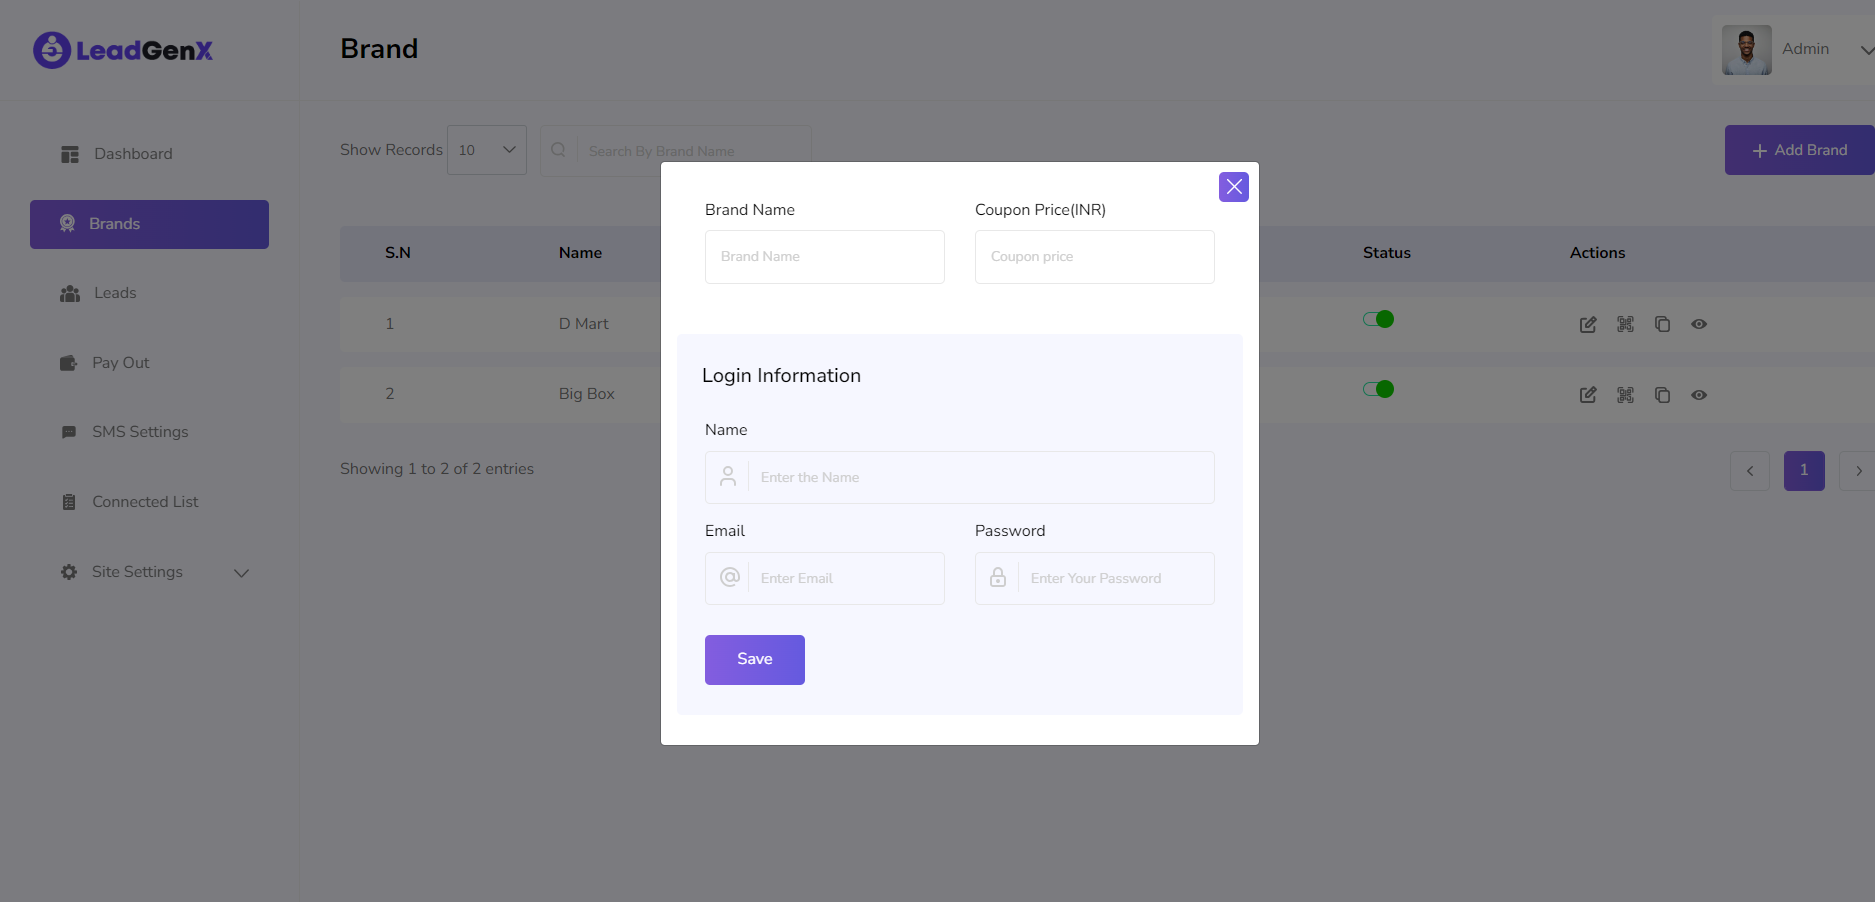 LeadGenX
Brand
Admin
Dashboard
Brands
Leads
Pay Out
SMS Settings
Connected List
Site Settings
Show Records 10
Search By Brand Name
+ Add Brand
S.N Name Status Actions
1 D Mart
2 Big Box
Showing 1 to 2 of 2 entries
< 1 >
Brand Name Coupon Price(INR)
Brand Name Coupon price
Login Information
Name
Enter the Name
Email Password
Enter Email Enter Your Password
Save